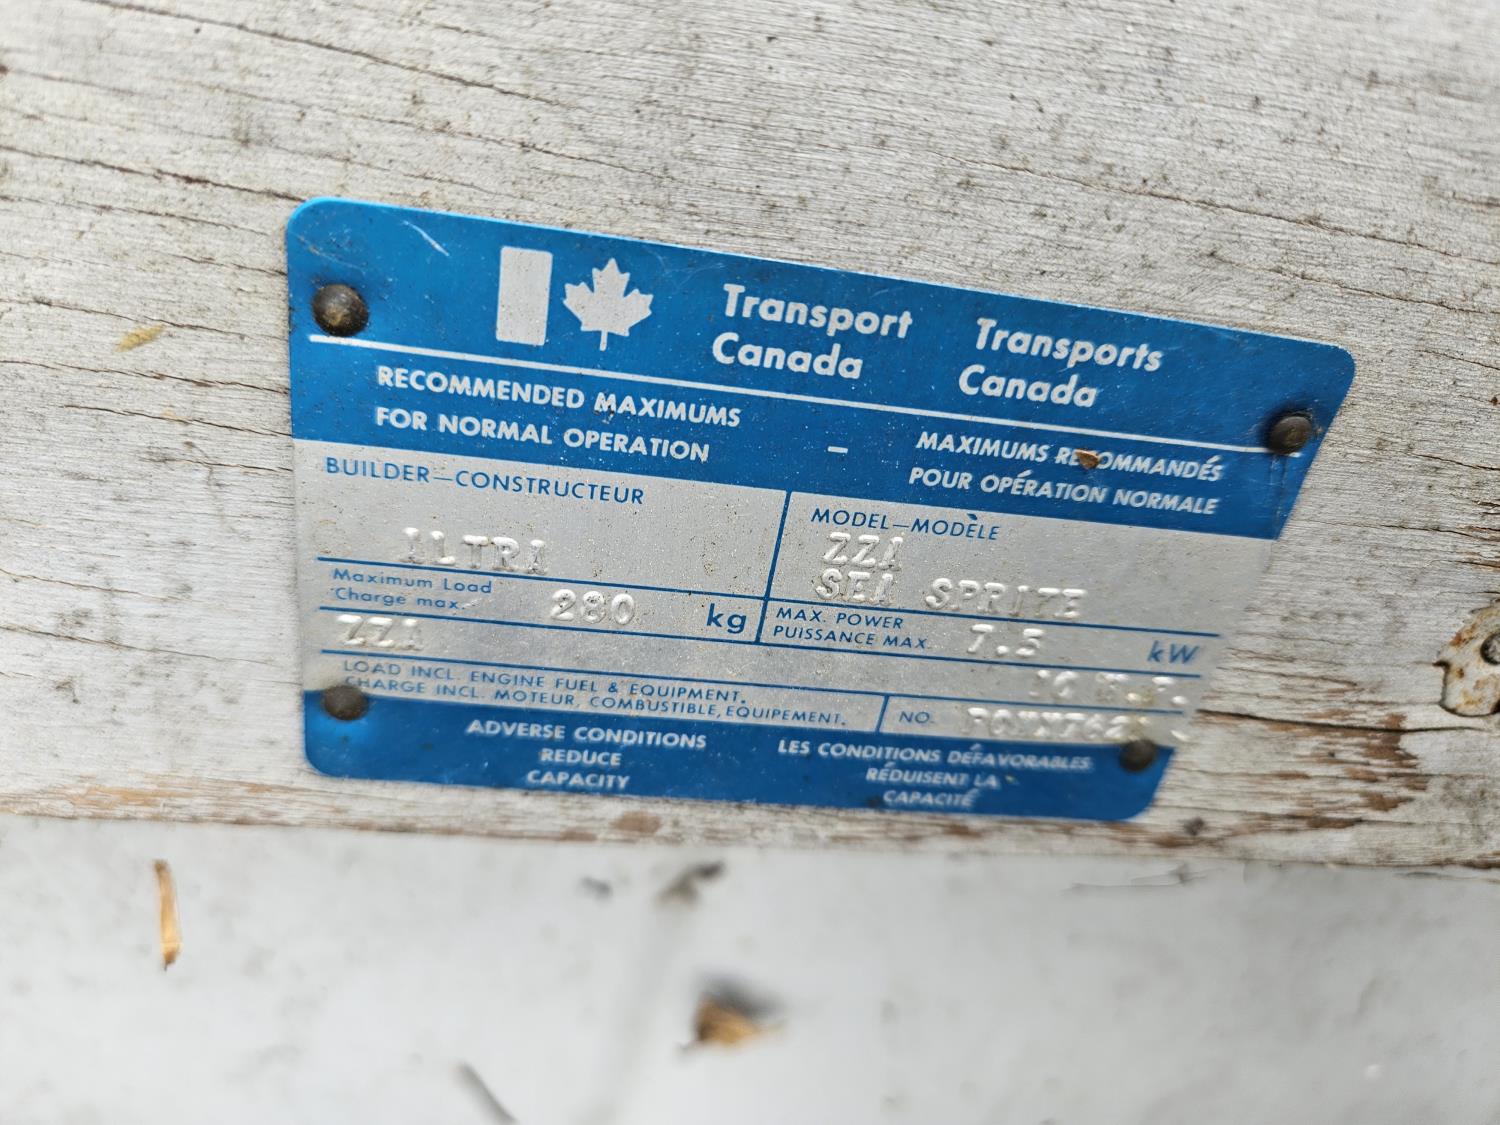 Transport
Canada
Transports
Canada
RECOMMENDED MAXIMUMS
FOR NORMAL OPERATION
–
MAXIMUMS RECOMMANDÉS
POUR OPÉRATION NORMALE
BUILDER–CONSTRUCTEUR
ALTRA
MODEL–MODÈLE
ZZA
SEA SPRITE
Maximum Load
Charge max.
280 kg
MAX. POWER
PUISSANCE MAX.
7.5 kW
ZZA
10
LOAD INCL. ENGINE FUEL & EQUIPMENT.
CHARGE INCL. MOTEUR, COMBUSTIBLE, EQUIPEMENT.
NO.
ADVERSE CONDITIONS
REDUCE
CAPACITY
LES CONDITIONS DÉFAVORABLES
RÉDUISENT LA
CAPACITÉ